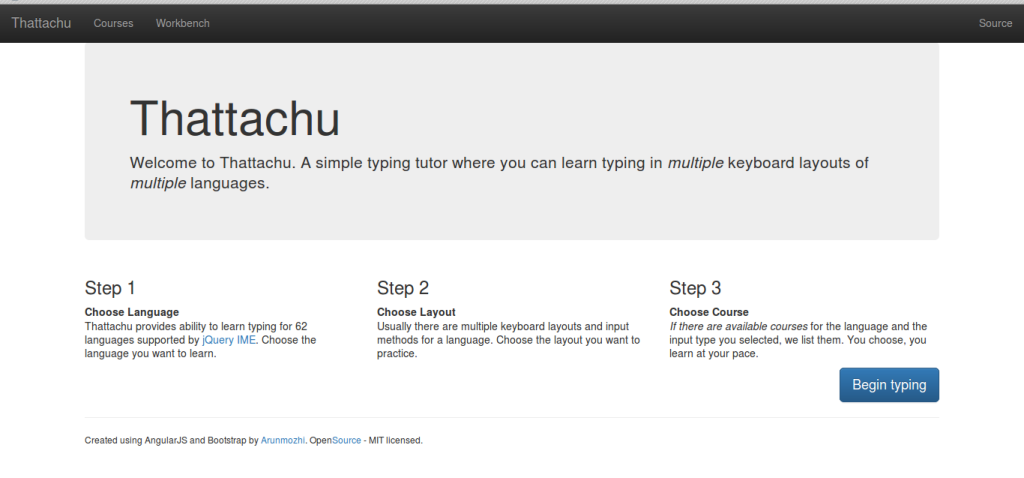 Thattachu Courses Workbench Source
Thattachu
Welcome to Thattachu. A simple typing tutor where you can learn typing in multiple keyboard layouts of
multiple languages.
Step 1
Choose Language
Thattachu provides ability to learn typing for 62
languages supported by jQuery IME. Choose the
language you want to learn.
Step 2
Choose Layout
Usually there are multiple keyboard layouts and input
methods for a language. Choose the layout you want to
practice.
Step 3
Choose Course
If there are available courses for the language and the
input type you selected, we list them. You choose, you
learn at your pace.
Begin typing
Created using AngularJS and Bootstrap by Arunmozhi. OpenSource - MIT licensed.